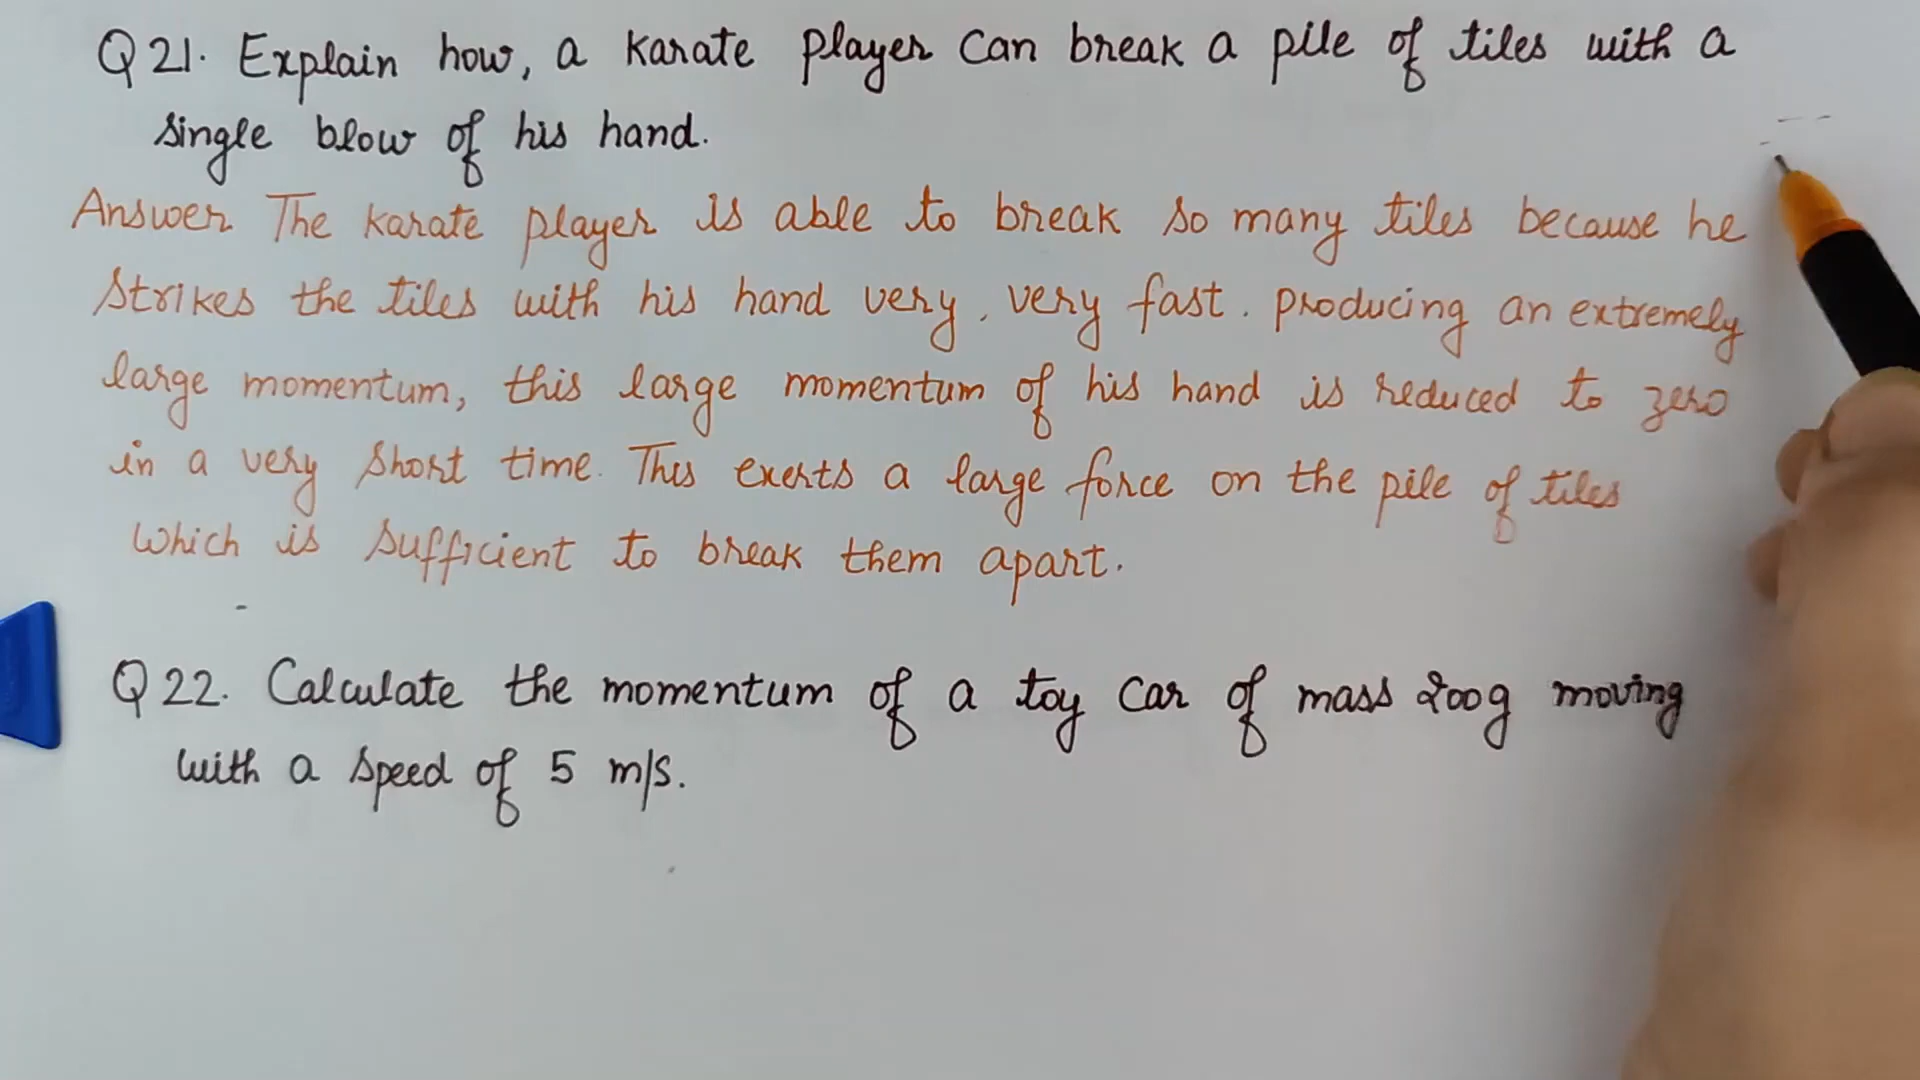 Q21. Explain how, a karate player can break a pile of tiles with a
single blow of his hand.
Answer The karate player is able to break so many tiles because he
strikes the tiles with his hand very, very fast. producing an extremely
large momentum, this large momentum of his hand is reduced to zero
in a very short time. This exerts a large force on the pile of tiles
which is sufficient to break them apart.
Q22. Calculate the momentum of a toy car of mass 200g moving
with a speed of 5 m/s.